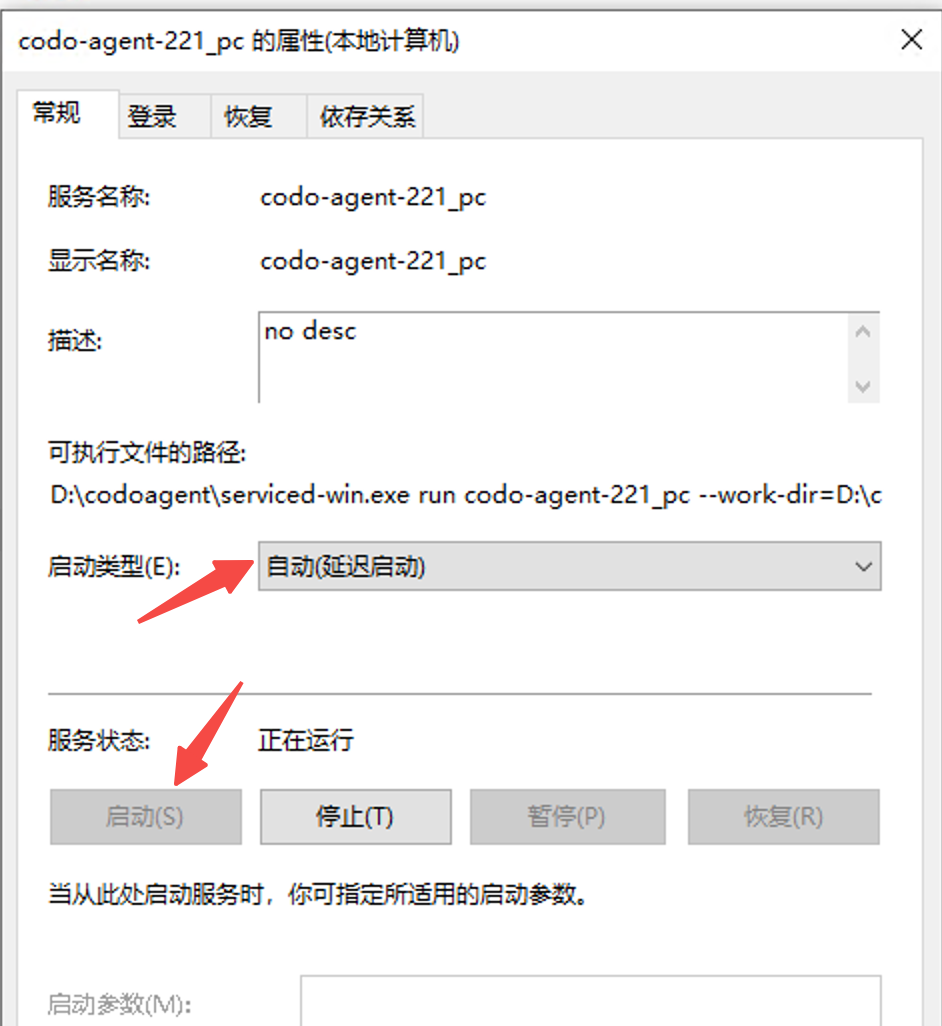 codo-agent-221_pc 的属性(本地计算机)
常规 登录 恢复 依存关系
服务名称: codo-agent-221_pc
显示名称: codo-agent-221_pc
描述: no desc
可执行文件的路径:
D:\codoagent\serviced-win.exe run codo-agent-221_pc --work-dir=D:\c
启动类型(E): 自动(延迟启动)
服务状态: 正在运行
启动(S) 停止(T) 暂停(P) 恢复(R)
当从此处启动服务时，你可指定所适用的启动参数。
启动参数(M):